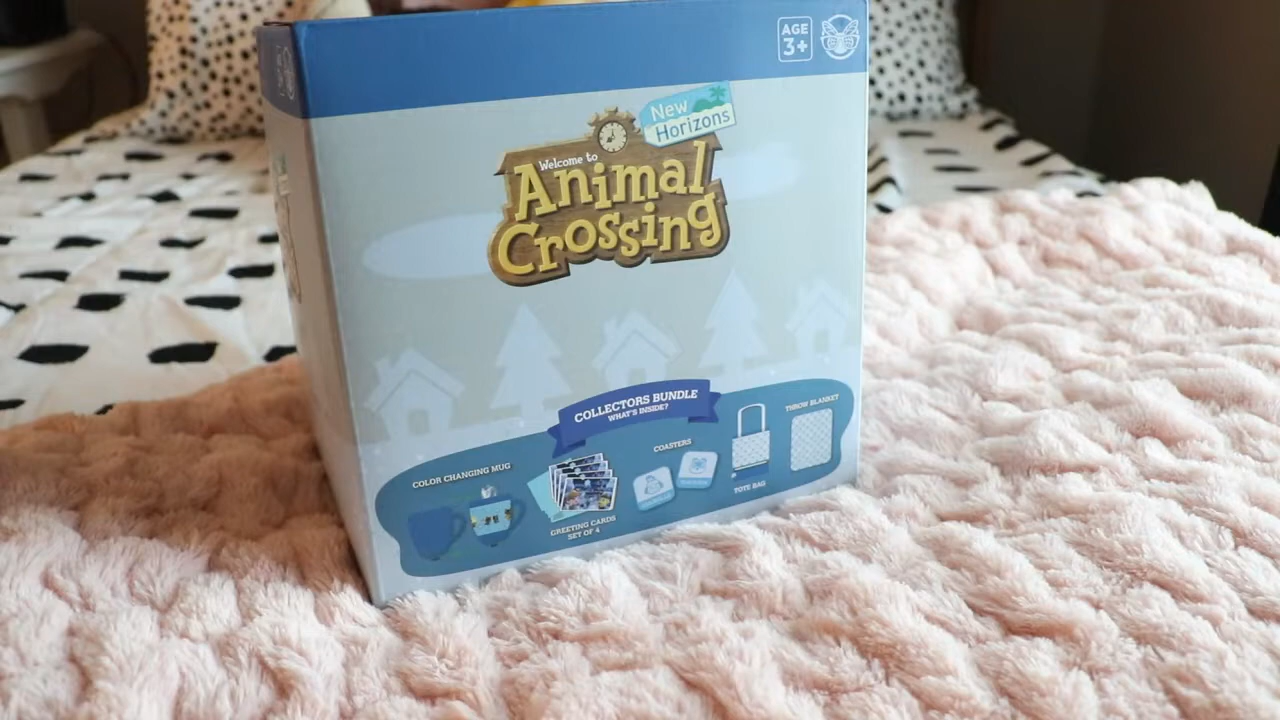 AGE
3+
New
Horizons
Welcome to
Animal
Crossing
COLLECTORS BUNDLE
WHAT'S INSIDE?
COLOR CHANGING MUG
GREETING CARDS
SET OF 4
COASTERS
TOTE BAG
THROW BLANKET